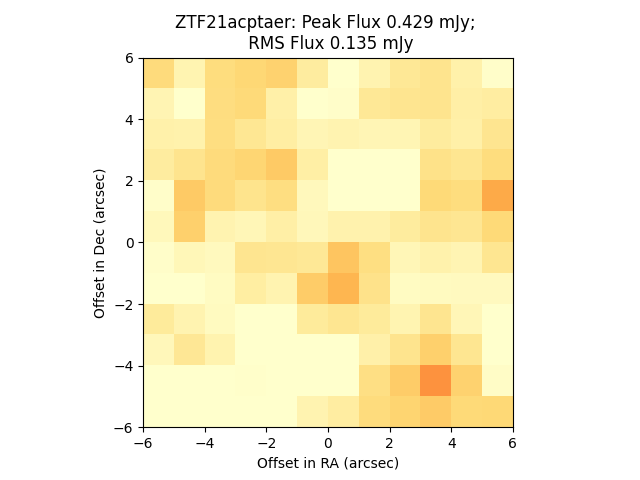 ZTF21acptaer: Peak Flux 0.429 mJy;
RMS Flux 0.135 mJy
6
4
2
0
−2
−4
−6
Offset in Dec (arcsec)
−6 −4 −2 0 2 4 6
Offset in RA (arcsec)